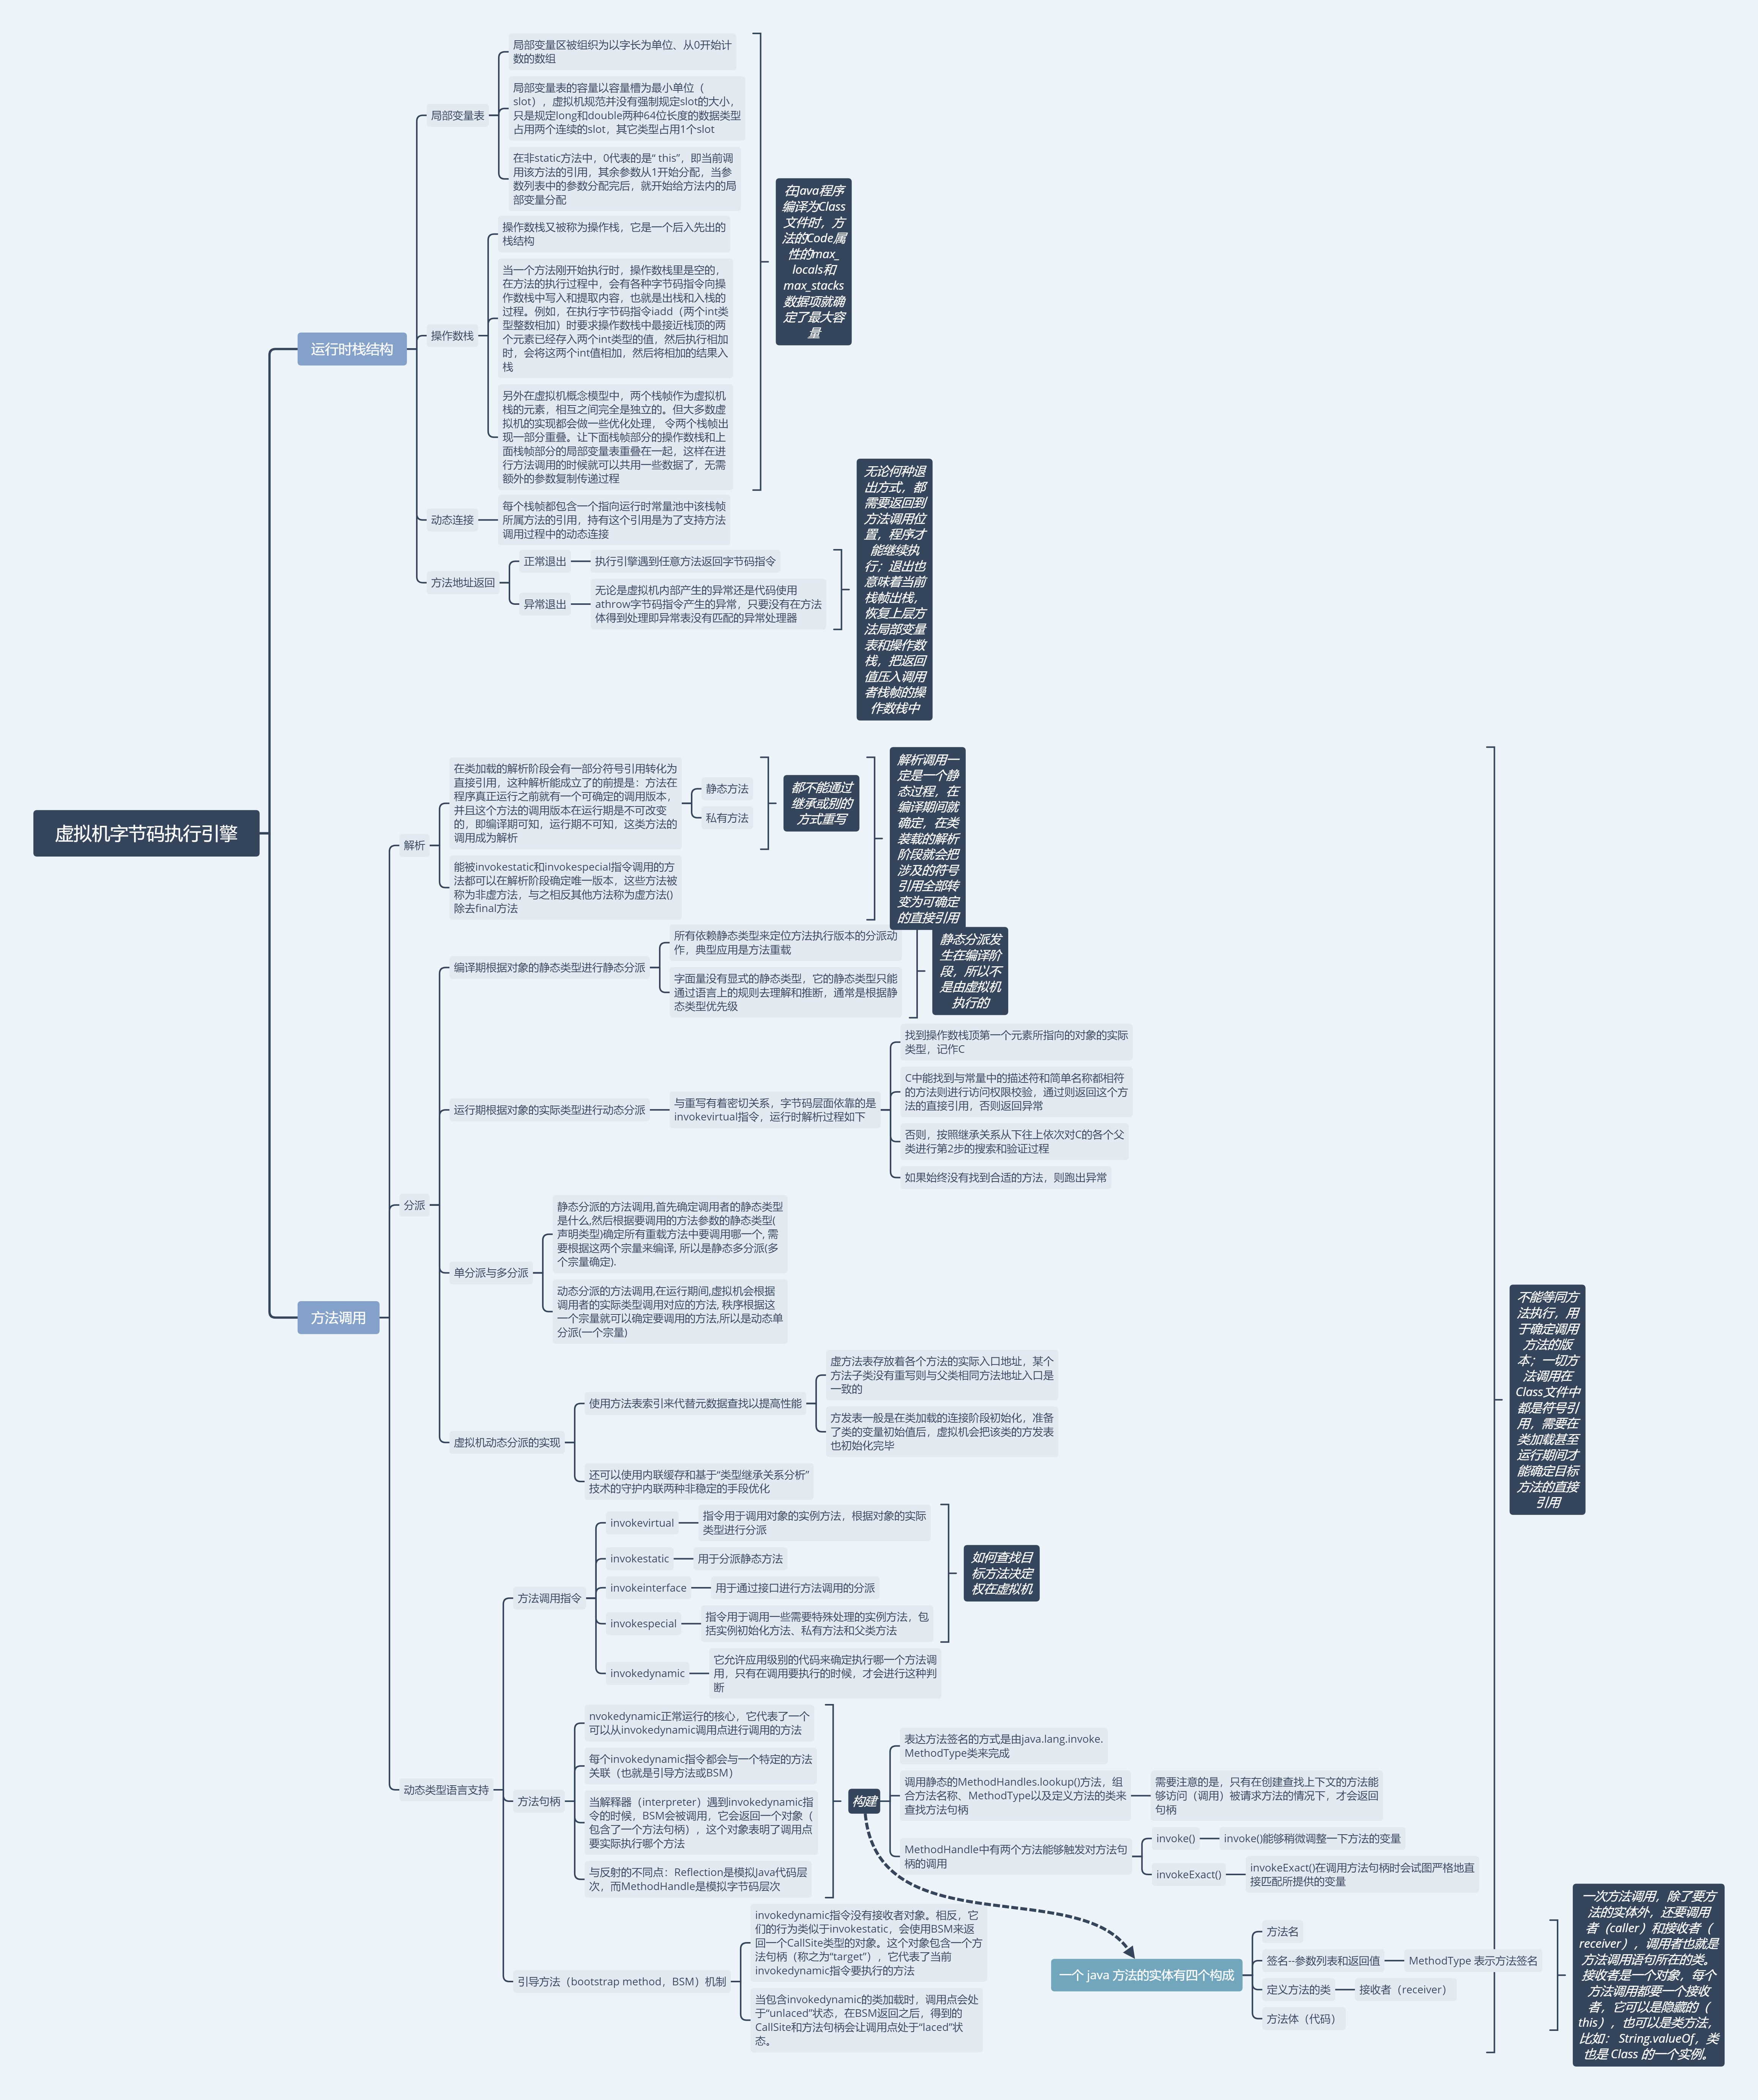 虚拟机字节码执行引擎
运行时栈结构
局部变量表
局部变量区被组织为以字长为单位、从0开始计
数的数组
局部变量表的容量以容量槽为最小单位（
slot），虚拟机规范并没有强制规定slot的大小，
只是规定long和double两种64位长度的数据类型
占用两个连续的slot，其它类型占用1个slot
在非static方法中，0代表的是“ this”，即当前调
用该方法的引用，其余参数从1开始分配，当参
数列表中的参数分配完后，就开始给方法内的局
部变量分配
操作数栈
操作数栈又被称为操作栈，它是一个后入先出的
栈结构
当一个方法刚开始执行时，操作数栈里是空的，
在方法的执行过程中，会有各种字节码指令向操
作数栈中写入和提取内容，也就是出栈和入栈的
过程。例如，在执行字节码指令iadd（两个int类
型整数相加）时要求操作数栈中最接近栈顶的两
个元素已经存入两个int类型的值，然后执行相加
时，会将这两个int值相加，然后将相加的结果入
栈
另外在虚拟机概念模型中，两个栈帧作为虚拟机
栈的元素，相互之间完全是独立的。但大多数虚
拟机的实现都会做一些优化处理， 令两个栈帧出
现一部分重叠。让下面栈帧部分的操作数栈和上
面栈帧部分的局部变量表重叠在一起，这样在进
行方法调用的时候就可以共用一些数据了，无需
额外的参数复制传递过程
在Java程序
编译为Class
文件时，方
法的Code属
性的max_
locals和
max_stacks
数据项就确
定了最大容
量
动态连接
每个栈帧都包含一个指向运行时常量池中该栈帧
所属方法的引用，持有这个引用是为了支持方法
调用过程中的动态连接
方法地址返回
正常退出
执行引擎遇到任意方法返回字节码指令
异常退出
无论是虚拟机内部产生的异常还是代码使用
athrow字节码指令产生的异常，只要没有在方法
体得到处理即异常表没有匹配的异常处理器
无论何种退
出方式，都
需要返回到
方法调用位
置，程序才
能继续执
行；退出也
意味着当前
栈帧出栈，
恢复上层方
法局部变量
表和操作数
栈，把返回
值压入调用
者栈帧的操
作数栈中
方法调用
解析
在类加载的解析阶段会有一部分符号引用转化为
直接引用，这种解析能成立了的前提是：方法在
程序真正运行之前就有一个可确定的调用版本，
并且这个方法的调用版本在运行期是不可改变
的，即编译期可知，运行期不可知，这类方法的
调用成为解析
静态方法
私有方法
都不能通过
继承或别的
方式重写
能被invokestatic和invokespecial指令调用的方
法都可以在解析阶段确定唯一版本，这些方法被
称为非虚方法，与之相反其他方法称为虚方法()
除去final方法
解析调用一
定是一个静
态过程，在
编译期间就
确定，在类
装载的解析
阶段就会把
涉及的符号
引用全部转
变为可确定
的直接引用
分派
编译期根据对象的静态类型进行静态分派
所有依赖静态类型来定位方法执行版本的分派动
作，典型应用是方法重载
字面量没有显式的静态类型，它的静态类型只能
通过语言上的规则去理解和推断，通常是根据静
态类型优先级
静态分派发
生在编译阶
段，所以不
是由虚拟机
执行的
运行期根据对象的实际类型进行动态分派
与重写有着密切关系，字节码层面依靠的是
invokevirtual指令，运行时解析过程如下
找到操作数栈顶第一个元素所指向的对象的实际
类型，记作C
C中能找到与常量中的描述符和简单名称都相符
的方法则进行访问权限校验，通过则返回这个方
法的直接引用，否则返回异常
否则，按照继承关系从下往上依次对C的各个父
类进行第2步的搜索和验证过程
如果始终没有找到合适的方法，则跑出异常
单分派与多分派
静态分派的方法调用,首先确定调用者的静态类型
是什么,然后根据要调用的方法参数的静态类型(
声明类型)确定所有重载方法中要调用哪一个, 需
要根据这两个宗量来编译, 所以是静态多分派(多
个宗量确定).
动态分派的方法调用,在运行期间,虚拟机会根据
调用者的实际类型调用对应的方法, 秩序根据这
一个宗量就可以确定要调用的方法,所以是动态单
分派(一个宗量)
虚拟机动态分派的实现
使用方法表索引来代替元数据查找以提高性能
虚方法表存放着各个方法的实际入口地址，某个
方法子类没有重写则与父类相同方法地址入口是
一致的
方发表一般是在类加载的连接阶段初始化，准备
了类的变量初始值后，虚拟机会把该类的方发表
也初始化完毕
还可以使用内联缓存和基于“类型继承关系分析”
技术的守护内联两种非稳定的手段优化
动态类型语言支持
方法调用指令
invokevirtual
指令用于调用对象的实例方法，根据对象的实际
类型进行分派
invokestatic
用于分派静态方法
invokeinterface
用于通过接口进行方法调用的分派
invokespecial
指令用于调用一些需要特殊处理的实例方法，包
括实例初始化方法、私有方法和父类方法
如何查找目
标方法决定
权在虚拟机
invokedynamic
它允许应用级别的代码来确定执行哪一个方法调
用，只有在调用要执行的时候，才会进行这种判
断
方法句柄
nvokedynamic正常运行的核心，它代表了一个
可以从invokedynamic调用点进行调用的方法
每个invokedynamic指令都会与一个特定的方法
关联（也就是引导方法或BSM）
当解释器（interpreter）遇到invokedynamic指
令的时候，BSM会被调用，它会返回一个对象（
包含了一个方法句柄），这个对象表明了调用点
要实际执行哪个方法
与反射的不同点：Reflection是模拟Java代码层
次，而MethodHandle是模拟字节码层次
构建
表达方法签名的方式是由java.lang.invoke.
MethodType类来完成
调用静态的MethodHandles.lookup()方法，组
合方法名称、MethodType以及定义方法的类来
查找方法句柄
需要注意的是，只有在创建查找上下文的方法能
够访问（调用）被请求方法的情况下，才会返回
句柄
MethodHandle中有两个方法能够触发对方法句
柄的调用
invoke()
invoke()能够稍微调整一下方法的变量
invokeExact()
invokeExact()在调用方法句柄时会试图严格地直
接匹配所提供的变量
引导方法（bootstrap method，BSM）机制
invokedynamic指令没有接收者对象。相反，它
们的行为类似于invokestatic，会使用BSM来返
回一个CallSite类型的对象。这个对象包含一个方
法句柄（称之为“target”），它代表了当前
invokedynamic指令要执行的方法
当包含invokedynamic的类加载时，调用点会处
于“unlaced”状态，在BSM返回之后，得到的
CallSite和方法句柄会让调用点处于“laced”状
态。
不能等同方
法执行，用
于确定调用
方法的版
本；一切方
法调用在
Class文件中
都是符号引
用，需要在
类加载甚至
运行期间才
能确定目标
方法的直接
引用
一个 java 方法的实体有四个构成
方法名
签名--参数列表和返回值
MethodType 表示方法签名
定义方法的类
接收者（receiver）
方法体（代码）
一次方法调用，除了要方
法的实体外，还要调用
者（caller）和接收者（
receiver），调用者也就是
方法调用语句所在的类。
接收者是一个对象，每个
方法调用都要一个接收
者，它可以是隐藏的（
this），也可以是类方法，
比如： String.valueOf，类
也是 Class 的一个实例。